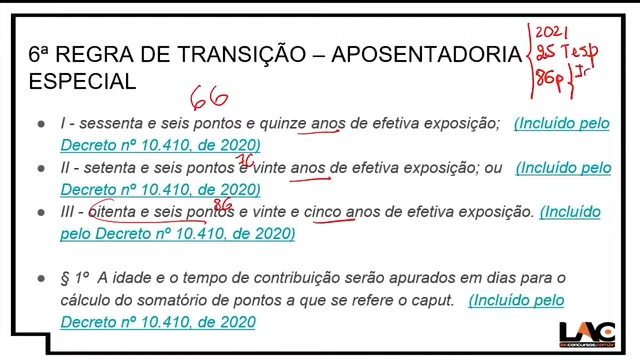 6ª REGRA DE TRANSIÇÃO – APOSENTADORIA
ESPECIAL
2021
25 Tesp
86p
66
● I - sessenta e seis pontos e quinze anos de efetiva exposição; (Incluído pelo
Decreto nº 10.410, de 2020)
● II - setenta e seis pontos e vinte anos de efetiva exposição; ou (Incluído pelo
Decreto nº 10.410, de 2020)
86
● III - oitenta e seis pontos e vinte e cinco anos de efetiva exposição. (Incluído
pelo Decreto nº 10.410, de 2020)
● § 1º A idade e o tempo de contribuição serão apurados em dias para o
cálculo do somatório de pontos a que se refere o caput. (Incluído pelo
Decreto nº 10.410, de 2020
LAC
lacconcursos.com.br